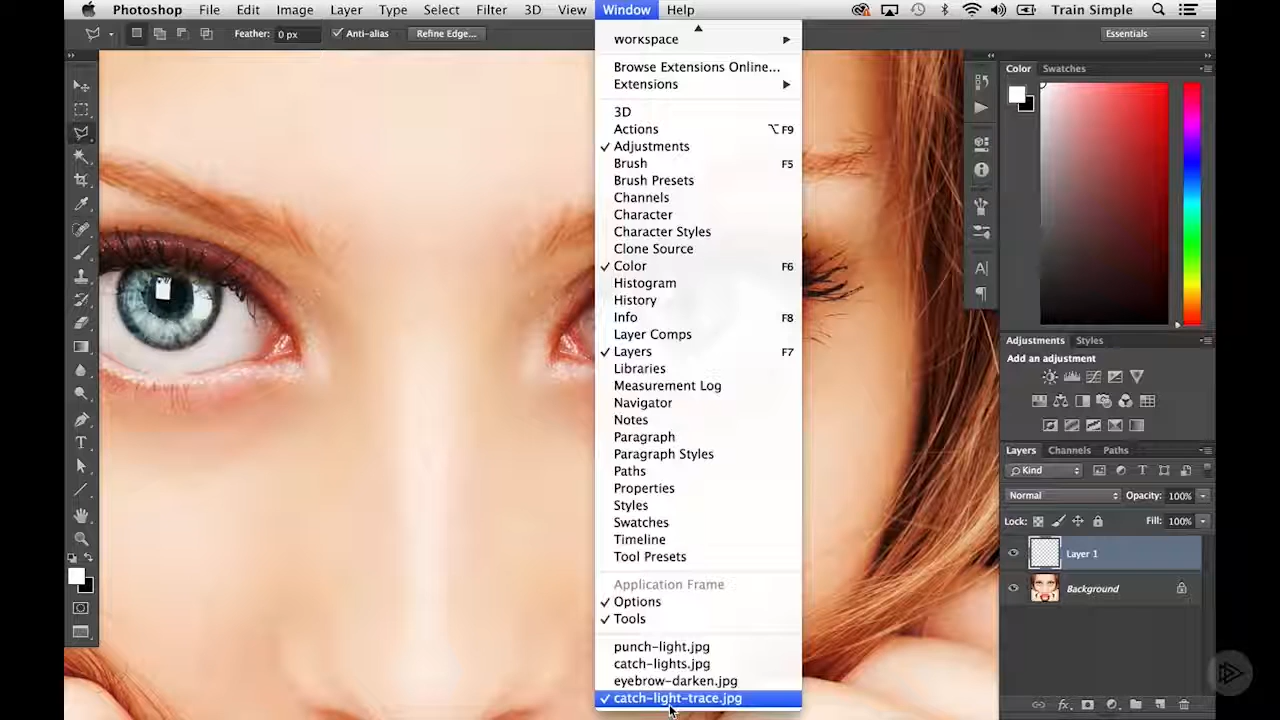 Photoshop File Edit Image Layer Type Select Filter 3D View Window Help Train Simple
Feather: 0 px Anti-alias Refine Edge... Essentials
workspace
Browse Extensions Online...
Extensions
3D
Actions ⌥F9
Adjustments
Brush F5
Brush Presets
Channels
Character
Character Styles
Clone Source
Color F6
Histogram
History
Info F8
Layer Comps
Layers F7
Libraries
Measurement Log
Navigator
Notes
Paragraph
Paragraph Styles
Paths
Properties
Styles
Swatches
Timeline
Tool Presets
Application Frame
Options
Tools
punch-light.jpg
catch-lights.jpg
eyebrow-darken.jpg
catch-light-trace.jpg
Color Swatches
Adjustments Styles
Add an adjustment
Layers Channels Paths
Kind
Normal Opacity: 100%
Lock: Fill: 100%
Layer 1
Background